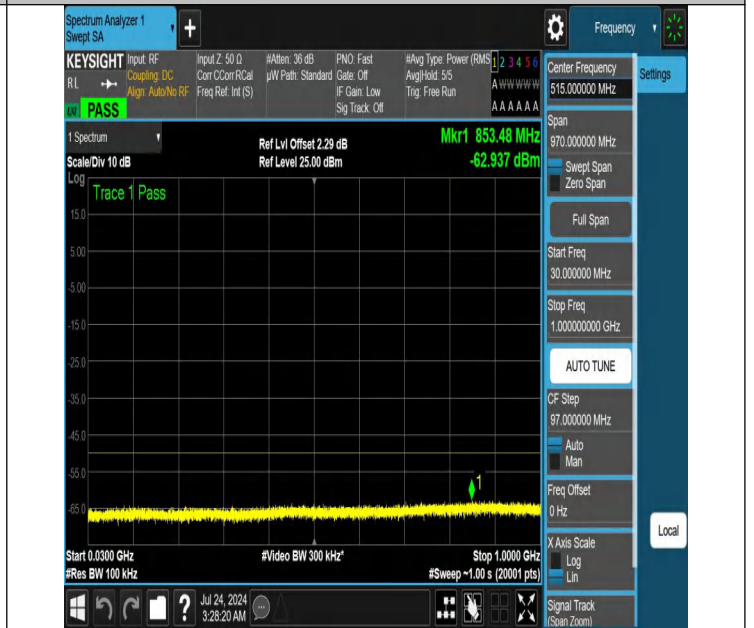 Spectrum Analyzer 1
Swept SA
+
Frequency
KEYSIGHT
RL
LXI
PASS
Input: RF
Coupling: DC
Align: Auto/No RF
Input Z: 50 Ω
Corr CCorr RCal
Freq Ref: Int (S)
#Atten: 36 dB
µW Path: Standard
PNO: Fast
Gate: Off
IF Gain: Low
Sig Track: Off
#Avg Type: Power (RMS
Avg|Hold: 5/5
Trig: Free Run
1 2 3 4 5 6
A W W W W W
A A A A A A
1 Spectrum
Scale/Div 10 dB
Ref Lvl Offset 2.29 dB
Ref Level 25.00 dBm
Mkr1 853.48 MHz
-62.937 dBm
Log
Trace 1 Pass
15.0
5.00
-5.00
-15.0
-25.0
-35.0
-45.0
-55.0
-65.0
1
Start 0.0300 GHz
#Res BW 100 kHz
#Video BW 300 kHz*
Stop 1.0000 GHz
#Sweep ~1.00 s (20001 pts)
Jul 24, 2024
3:28:20 AM
?
Center Frequency
515.000000 MHz
Settings
Span
970.000000 MHz
Swept Span
Zero Span
Full Span
Start Freq
30.000000 MHz
Stop Freq
1.000000000 GHz
AUTO TUNE
CF Step
97.000000 MHz
Auto
Man
Freq Offset
0 Hz
Local
X Axis Scale
Log
Lin
Signal Track
(Span Zoom)